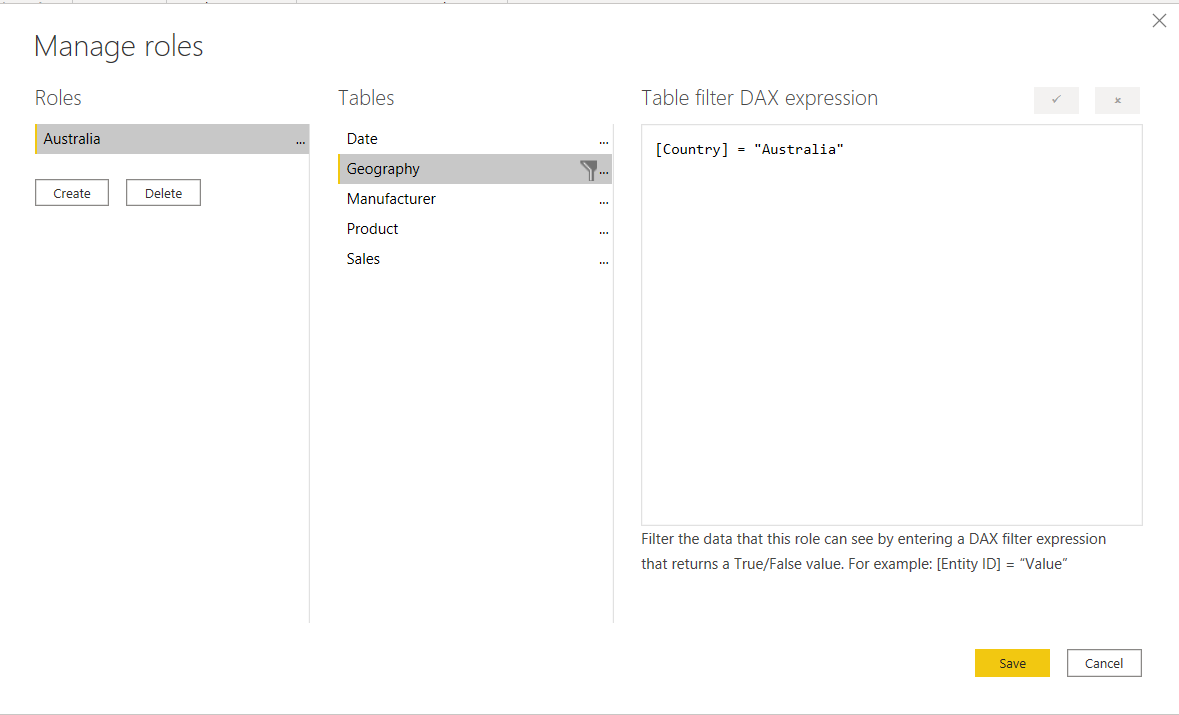 Manage roles
Roles
Australia
...
Create
Delete
Tables
Date
...
Geography
...
Manufacturer
...
Product
...
Sales
...
Table filter DAX expression
[Country] = "Australia"
Filter the data that this role can see by entering a DAX filter expression
that returns a True/False value. For example: [Entity ID] = “Value”
Save
Cancel